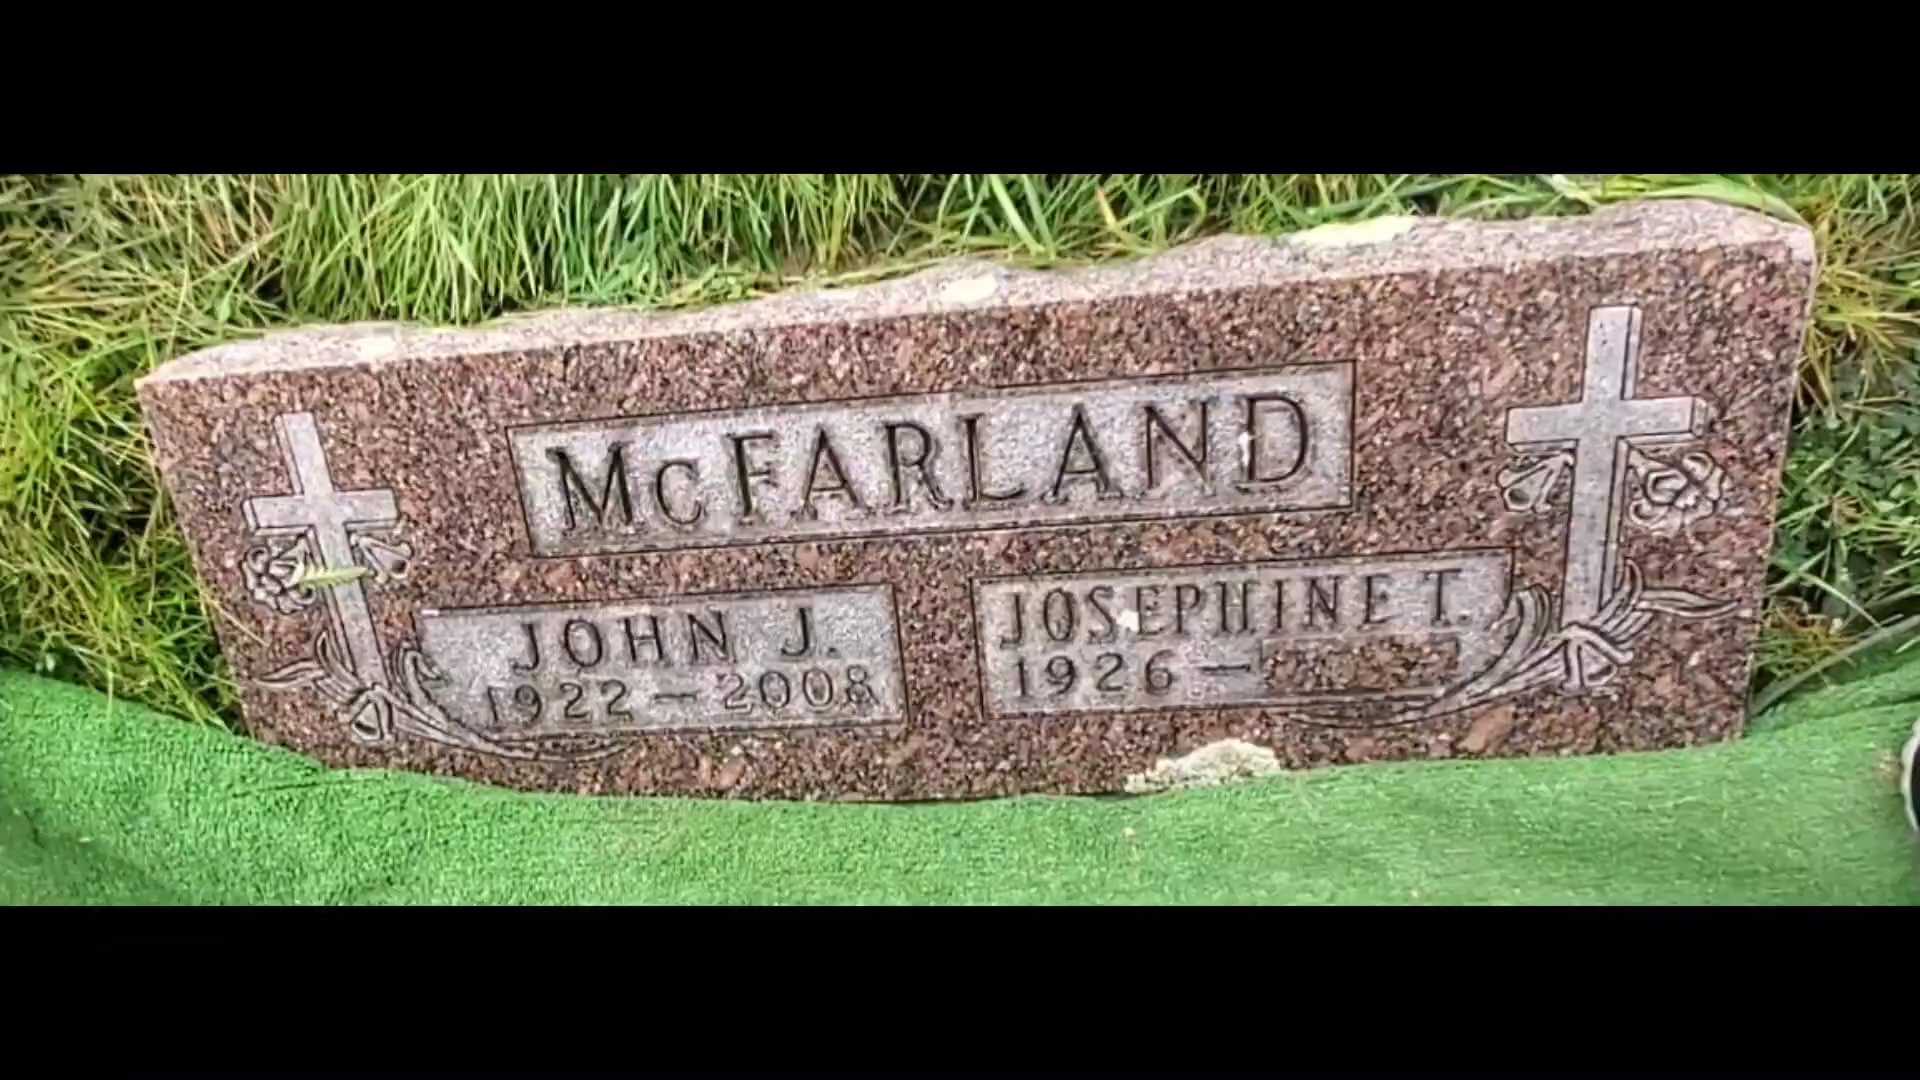 McFARLAND
JOHN J.
1922 – 2008
JOSEPHINE T.
1926 –